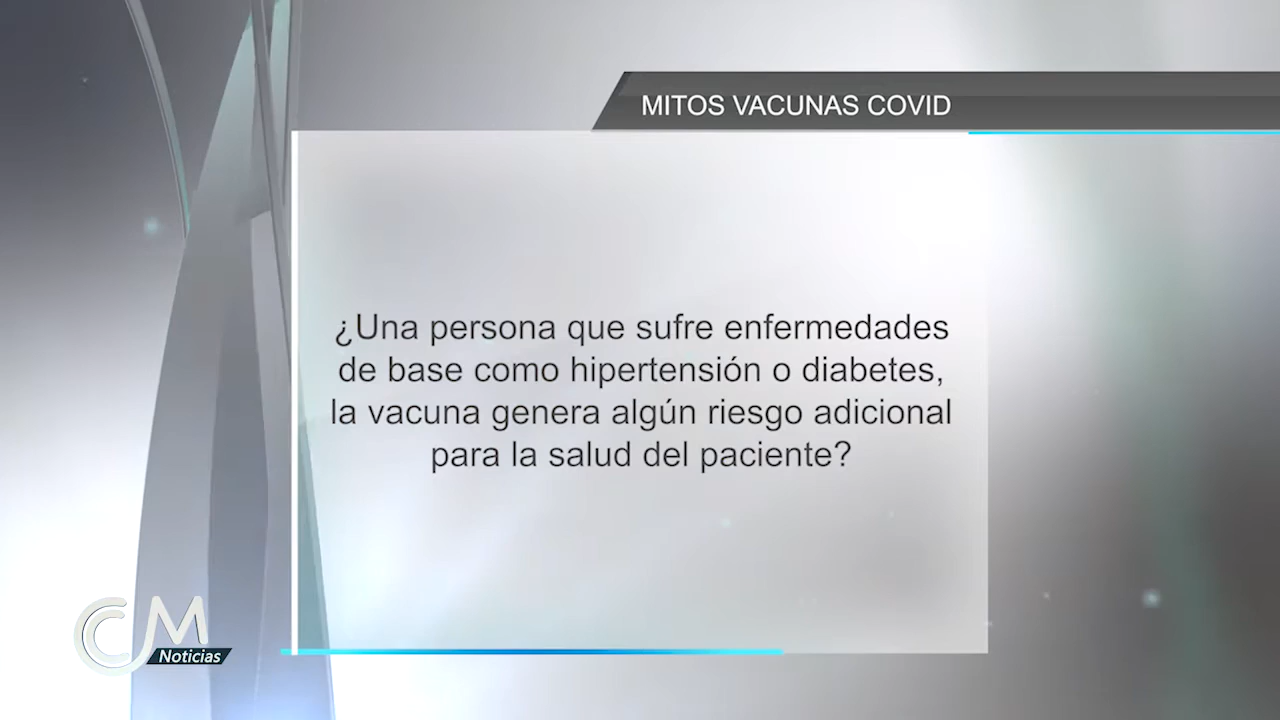 MITOS VACUNAS COVID
¿Una persona que sufre enfermedades
de base como hipertensión o diabetes,
la vacuna genera algún riesgo adicional
para la salud del paciente?
CM
Noticias